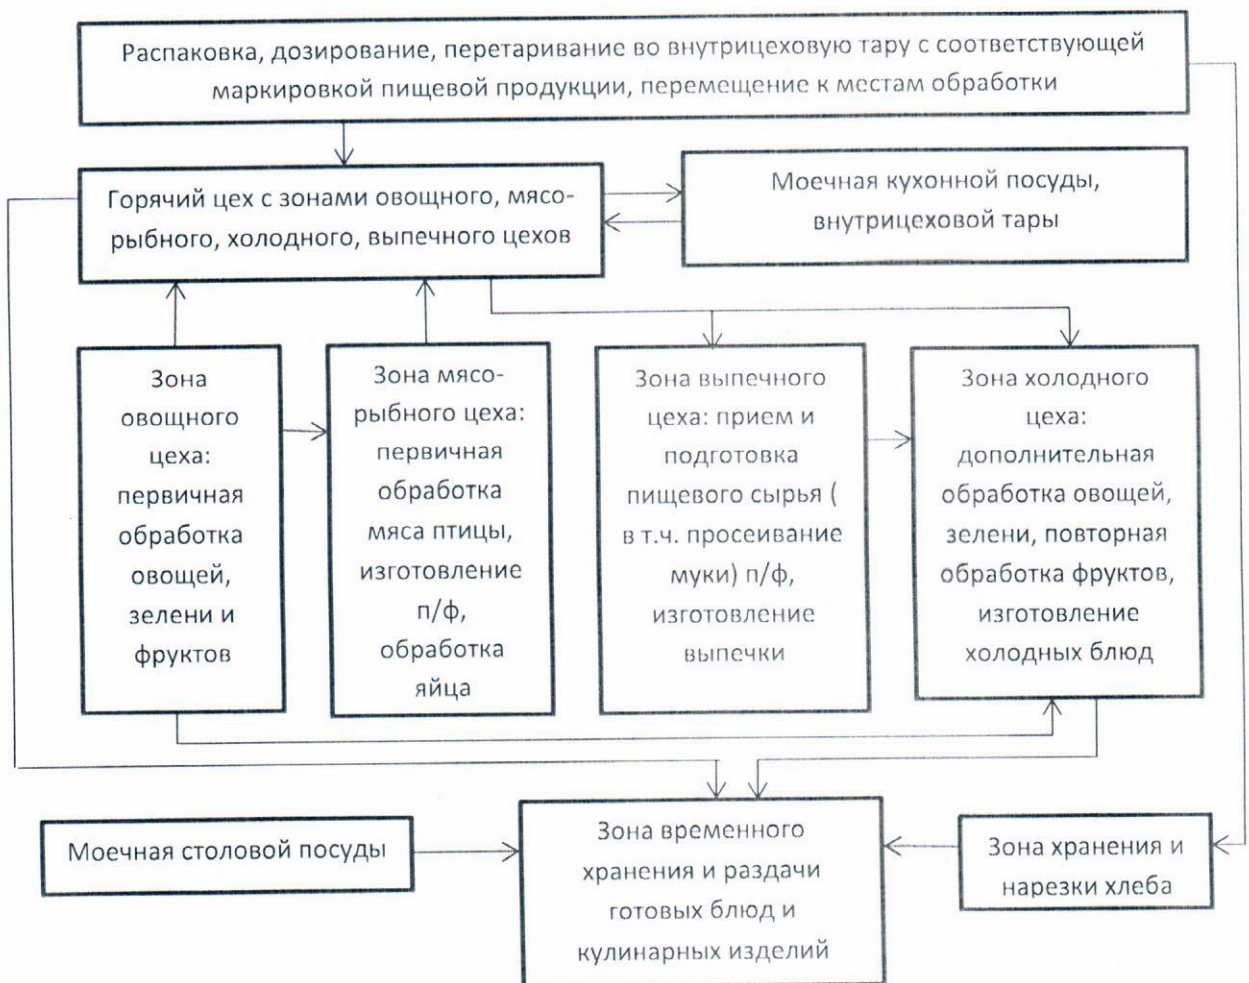 Распаковка, дозирование, перетаривание во внутрицеховую тару с соответствующей
маркировкой пищевой продукции, перемещение к местам обработки
Горячий цех с зонами овощного, мясо-
рыбного, холодного, выпечного цехов
Моечная кухонной посуды,
внутрицеховой тары
Зона
овощного
цеха:
первичная
обработка
овощей,
зелени и
фруктов
Зона мясо-
рыбного цеха:
первичная
обработка
мяса птицы,
изготовление
п/ф,
обработка
яйца
Зона выпечного
цеха: прием и
подготовка
пищевого сырья (
в т.ч. просеивание
муки) п/ф,
изготовление
выпечки
Зона холодного
цеха:
дополнительная
обработка овощей,
зелени, повторная
обработка фруктов,
изготовление
холодных блюд
Моечная столовой посуды
Зона временного
хранения и раздачи
готовых блюд и
кулинарных изделий
Зона хранения и
нарезки хлеба